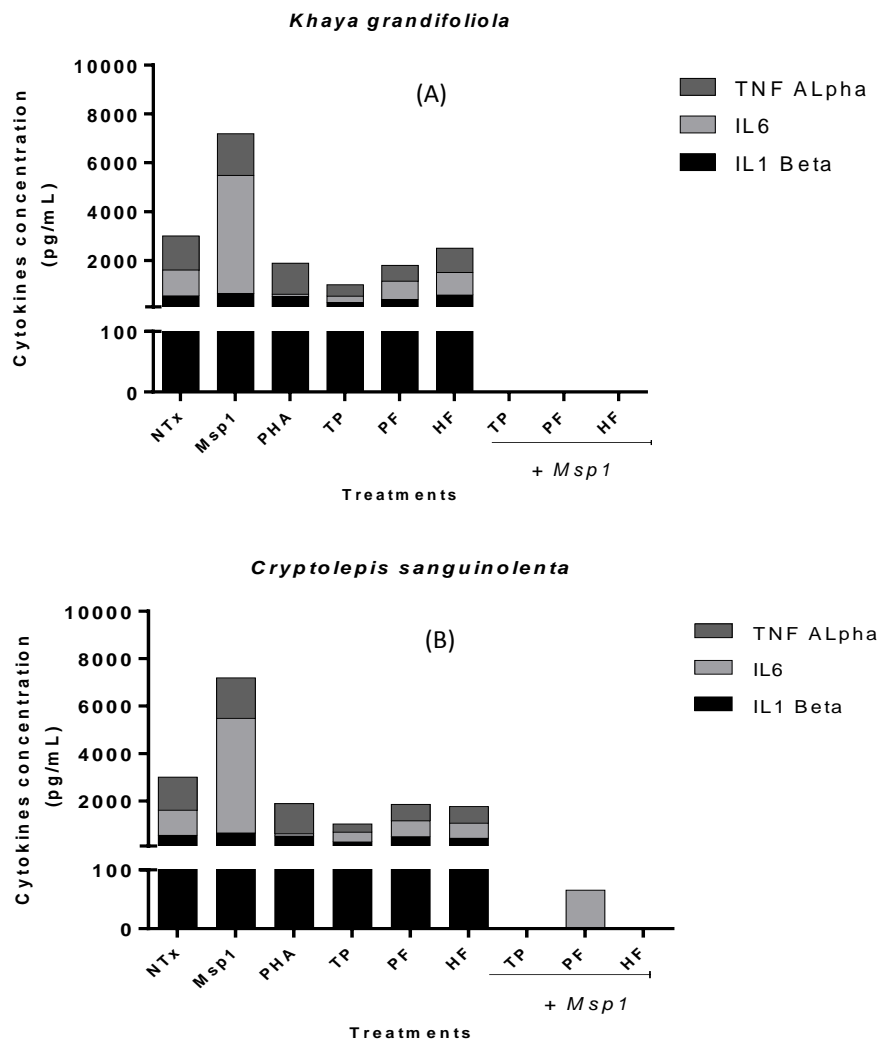 Khaya grandifoliola
(A)
TNF ALpha
IL6
IL1 Beta
Cytokines concentration
(pg/mL)
10000
8000
6000
4000
2000
100
0
NTx
Msp1
PHA
TP
PF
HF
TP
PF
HF
+ Msp1
Treatments
Cryptolepis sanguinolenta
(B)
TNF ALpha
IL6
IL1 Beta
Cytokines concentration
(pg/mL)
10000
8000
6000
4000
2000
100
0
NTx
Msp1
PHA
TP
PF
HF
TP
PF
HF
+ Msp1
Treatments